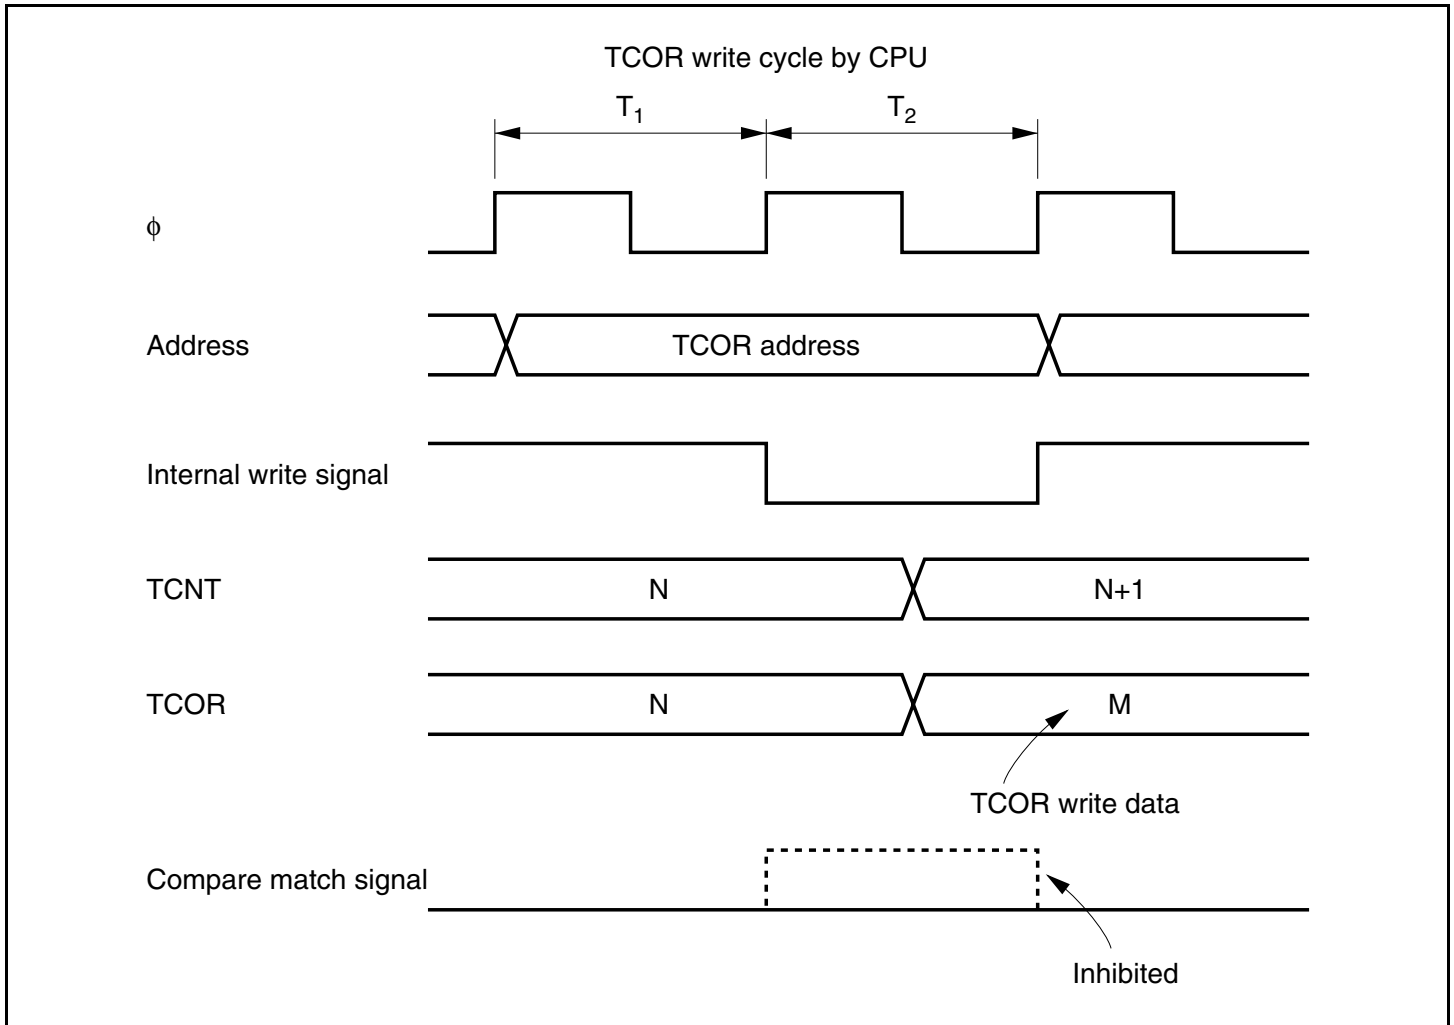 TCOR write cycle by CPU
T1
T2
ϕ
Address
TCOR address
Internal write signal
TCNT
N
N+1
TCOR
N
M
TCOR write data
Compare match signal
Inhibited